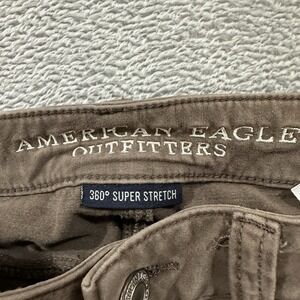 AMERICAN EAGLE
OUTFITTERS
360° SUPER STRETCH